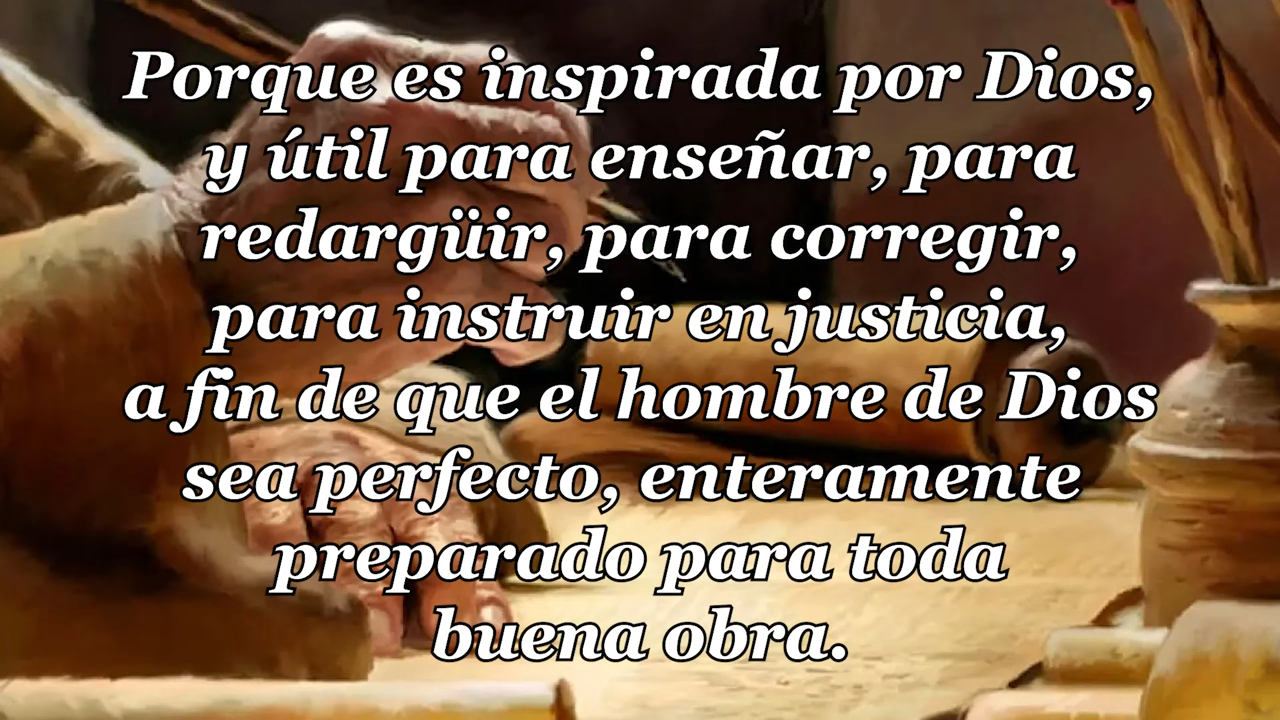 Porque es inspirada por Dios,
y útil para enseñar, para
redargüir, para corregir,
para instruir en justicia,
a fin de que el hombre de Dios
sea perfecto, enteramente
preparado para toda
buena obra.